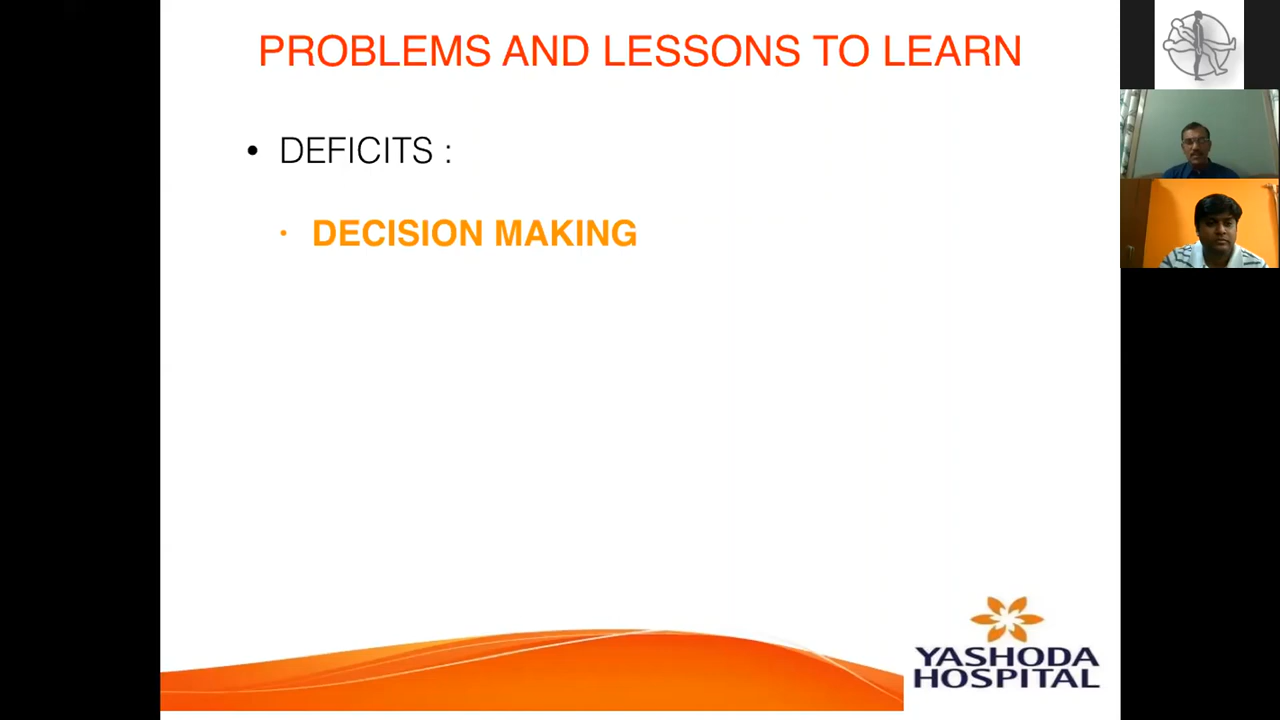 PROBLEMS AND LESSONS TO LEARN
• DEFICITS :
• DECISION MAKING
YASHODA
HOSPITAL